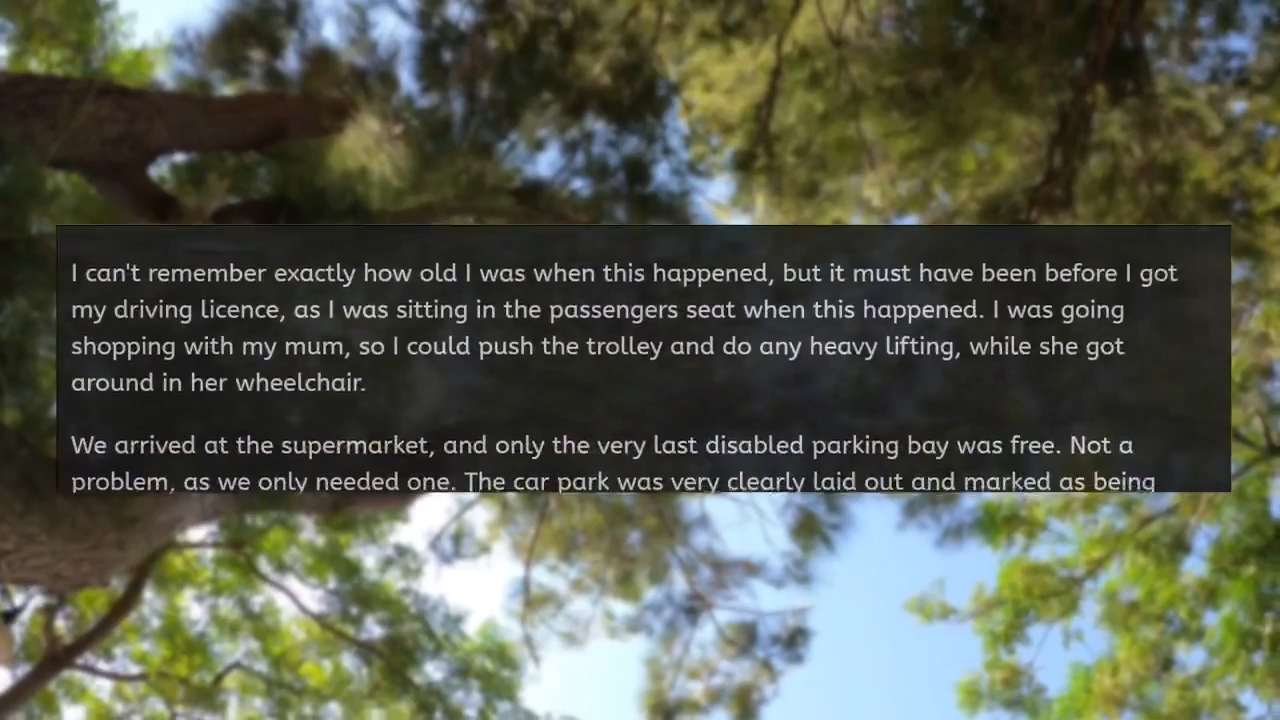 I can't remember exactly how old I was when this happened, but it must have been before I got
my driving licence, as I was sitting in the passengers seat when this happened. I was going
shopping with my mum, so I could push the trolley and do any heavy lifting, while she got
around in her wheelchair.
We arrived at the supermarket, and only the very last disabled parking bay was free. Not a
problem, as we only needed one. The car park was very clearly laid out and marked as being